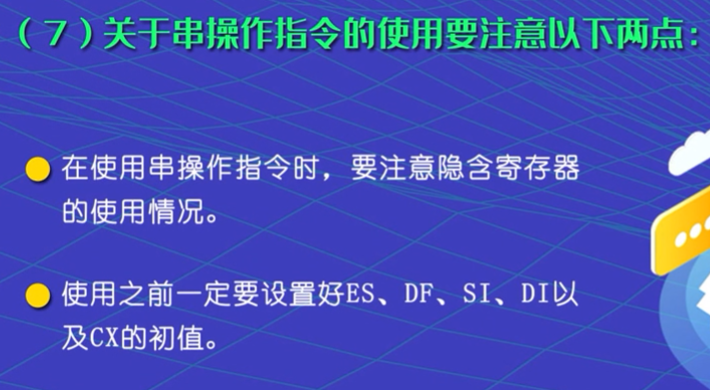 （7）关于串操作指令的使用要注意以下两点：
在使用串操作指令时，要注意隐含寄存器
的使用情况。
使用之前一定要设置好ES、DF、SI、DI以
及CX的初值。